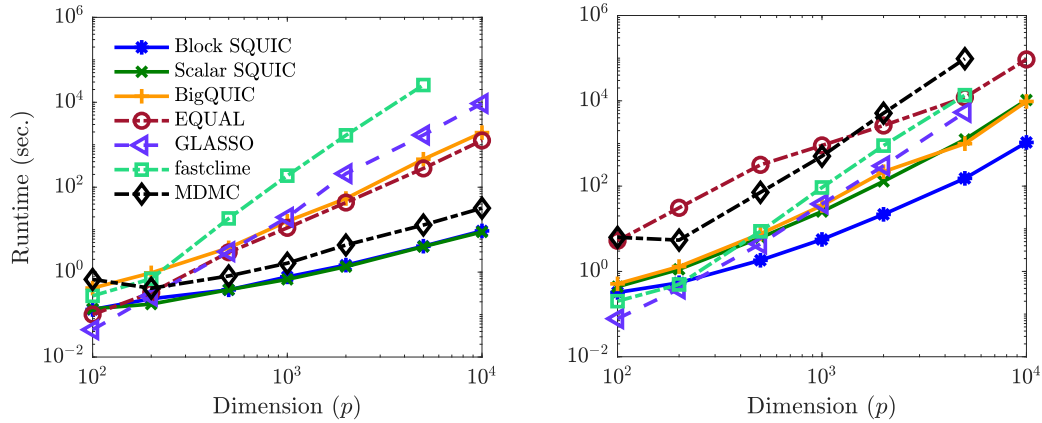 10^6
10^4
10^2
10^0
10^-2
Runtime (sec.)
Block SQUIC
Scalar SQUIC
BigQUIC
EQUAL
GLASSO
fastclime
MDMC
10^2
10^3
10^4
Dimension (p)
10^6
10^4
10^2
10^0
10^-2
10^2
10^3
10^4
Dimension (p)